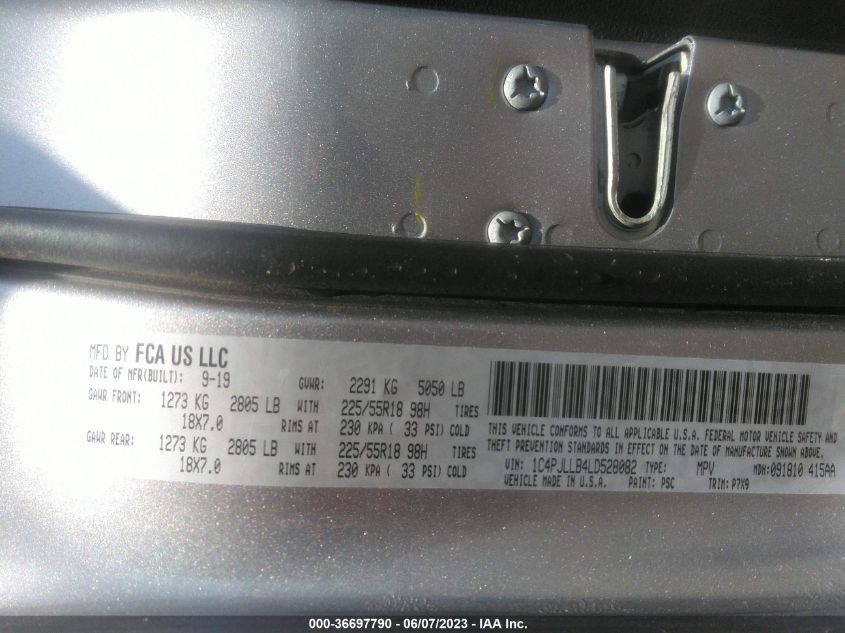 MFD BY FCA US LLC
DATE OF MFR(BUILT): 9-19 GVWR: 2291 KG 5050 LB
GAWR FRONT: 1273 KG 2805 LB WITH 225/55R18 98H TIRES
18X7.0 RIMS AT 230 KPA ( 33 PSI) COLD
GAWR REAR: 1273 KG 2805 LB WITH 225/55R18 98H TIRES
18X7.0 RIMS AT 230 KPA ( 33 PSI) COLD
THIS VEHICLE CONFORMS TO ALL APPLICABLE U.S.A. FEDERAL MOTOR VEHICLE SAFETY AND
THEFT PREVENTION STANDARDS IN EFFECT ON THE DATE OF MANUFACTURE SHOWN ABOVE.
VIN: 1C4PJLLB4LD528082 TYPE: MPV MDH: 091810 415AA
VEHICLE MADE IN U.S.A. PAINT: PSC TRIM: P7X9
000-36697790 - 06/07/2023 - IAA Inc.